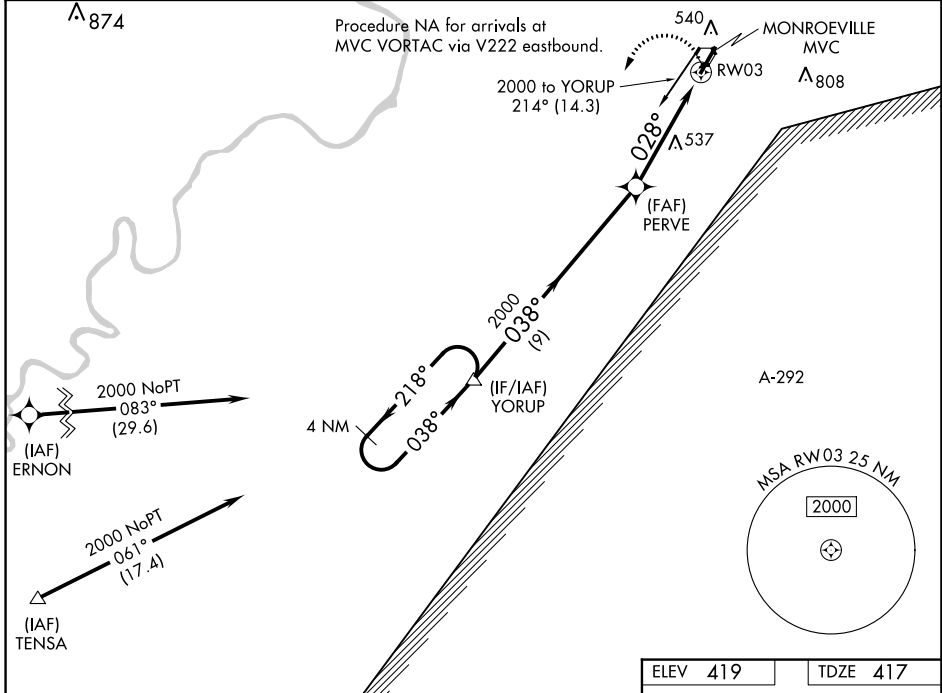 874
Procedure NA for arrivals at
MVC VORTAC via V222 eastbound.
540
MONROEVILLE
MVC
RW03
808
2000 to YORUP
214° (14.3)
028°
537
(FAF)
PERVE
2000
038°
(9)
218°
038°
4 NM
(IF/IAF)
YORUP
2000 NoPT
083°
(29.6)
(IAF)
ERNON
A-292
2000 NoPT
061°
(17.4)
(IAF)
TENSA
MSA RW03 25 NM
2000
ELEV 419
TDZE 417